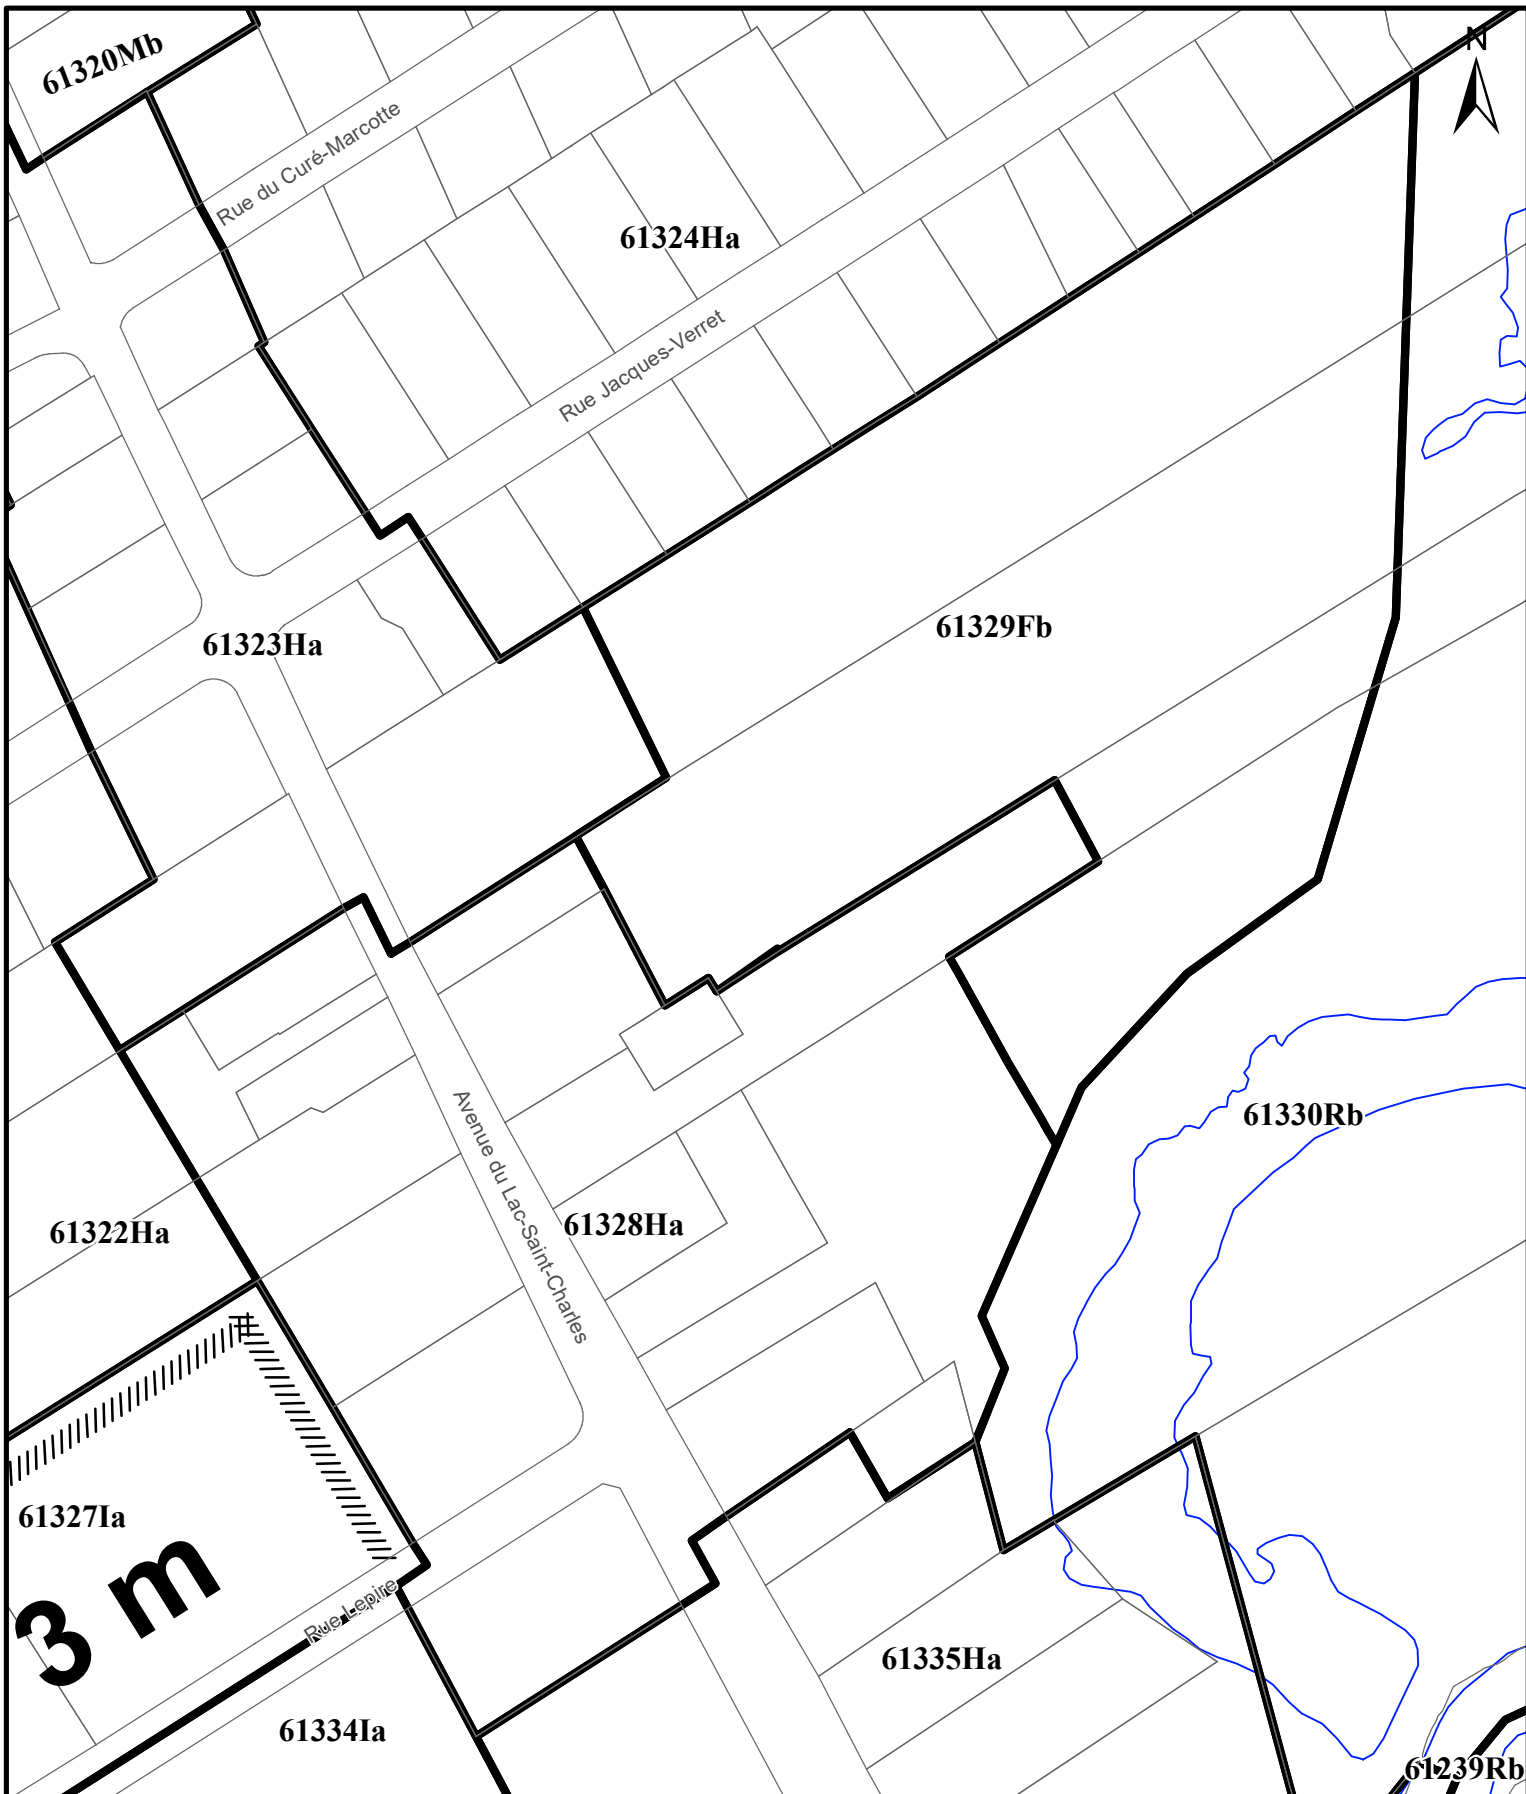 61320Mb
N
Rue du Curé-Marcotte
61324Ha
Rue Jacques-Verret
61323Ha
61329Fb
Avenue du Lac-Saint-Charles
61330Rb
61322Ha
61328Ha
61327Ia
3 m
Rue Lepire
61335Ha
61334Ia
61239Rb